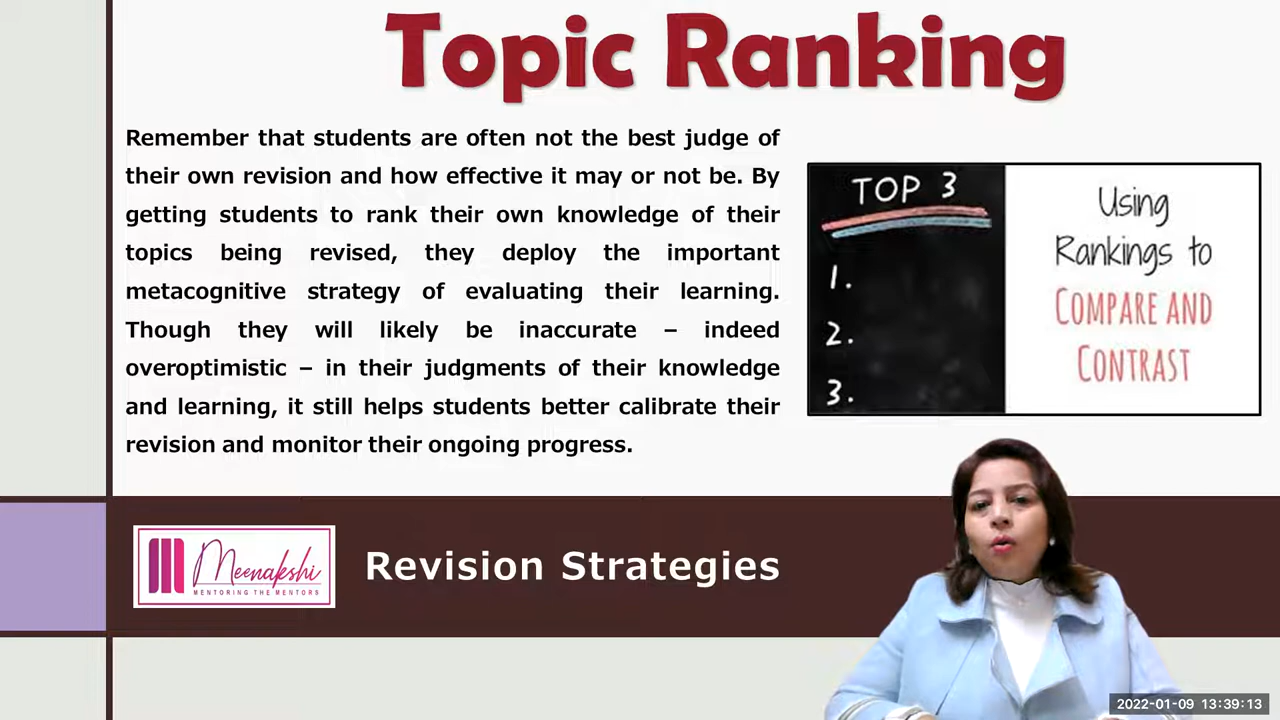 Topic Ranking
Remember that students are often not the best judge of
their own revision and how effective it may or not be. By
getting students to rank their own knowledge of their
topics being revised, they deploy the important
metacognitive strategy of evaluating their learning.
Though they will likely be inaccurate – indeed
overoptimistic – in their judgments of their knowledge
and learning, it still helps students better calibrate their
revision and monitor their ongoing progress.
TOP 3
1.
2.
3.
Using
Rankings to
COMPARE AND
CONTRAST
Meenakshi
MENTORING THE MENTORS
Revision Strategies
2022-01-09 13:39:13